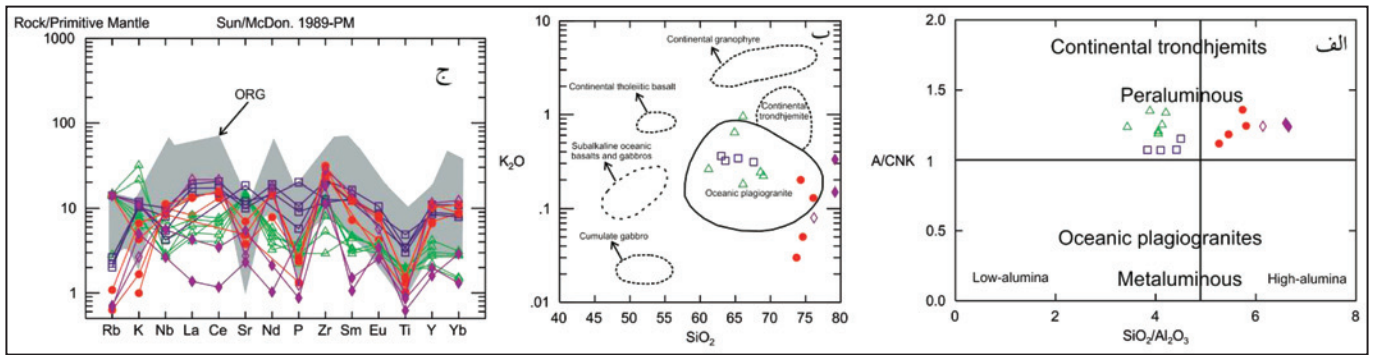 Rock/Primitive Mantle
Sun/McDon. 1989-PM
1000
100
10
1
ج
ORG
Rb K Nb La Ce Sr Nd P Zr Sm Eu Ti Y Yb
ب
10
1
.1
.01
K2O
Continental granophyre
Continental tholeiitic basalt
Continental trondhjemite
Subalkaline oceanic basalts and gabbros
Oceanic plagiogranite
Cumulate gabbro
40 45 50 55 60 65 70 75 80
SiO2
الف
2.0
1.5
1
0.5
0.0
A/CNK
Continental trondhjemits
Peraluminous
Oceanic plagiogranites
Low-alumina
Metaluminous
High-alumina
0 2 4 6 8
SiO2/Al2O3